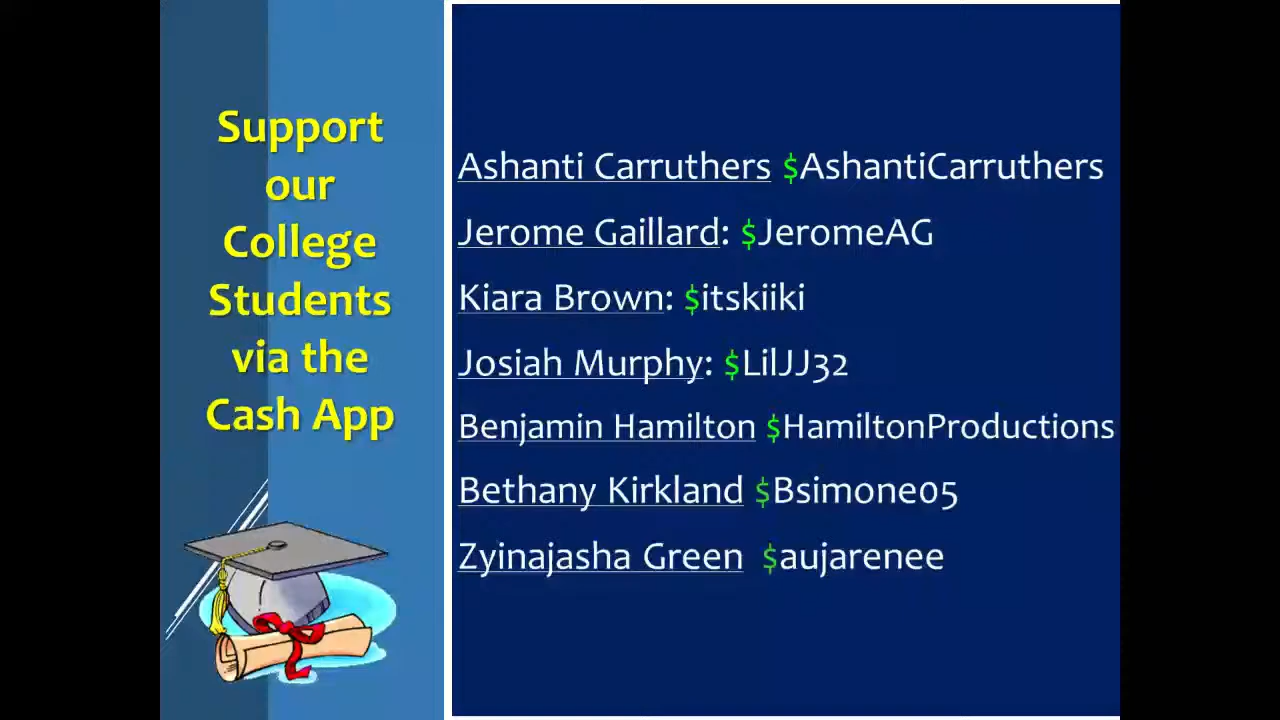 Support
our
College
Students
via the
Cash App
Ashanti Carruthers $AshantiCarruthers
Jerome Gaillard: $JeromeAG
Kiara Brown: $itskiiki
Josiah Murphy: $LilJJ32
Benjamin Hamilton $HamiltonProductions
Bethany Kirkland $Bsimone05
Zyinajasha Green $aujarenee